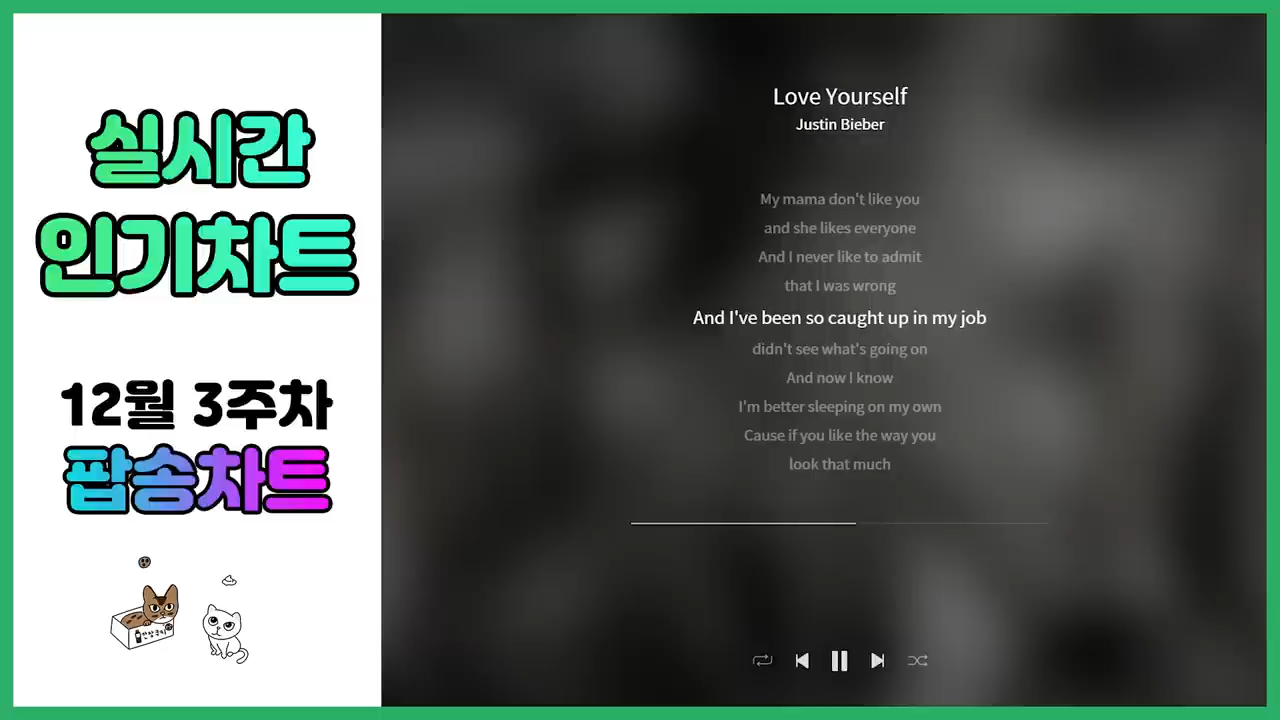 실시간
인기차트
12월 3주차
팝송차트
Love Yourself
Justin Bieber
My mama don't like you
and she likes everyone
And I never like to admit
that I was wrong
And I've been so caught up in my job
didn't see what's going on
And now I know
I'm better sleeping on my own
Cause if you like the way you
look that much